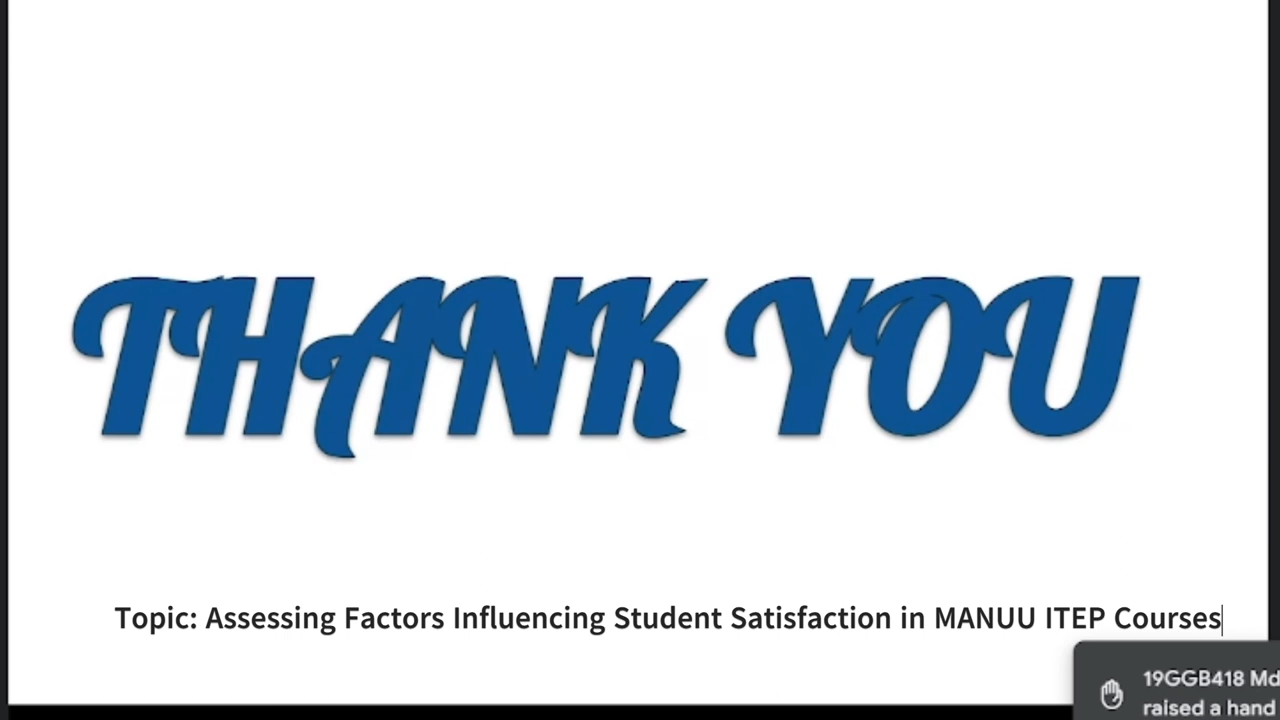 THANK YOU
Topic: Assessing Factors Influencing Student Satisfaction in MANUU ITEP Courses
19GGB418 Md
raised a hand